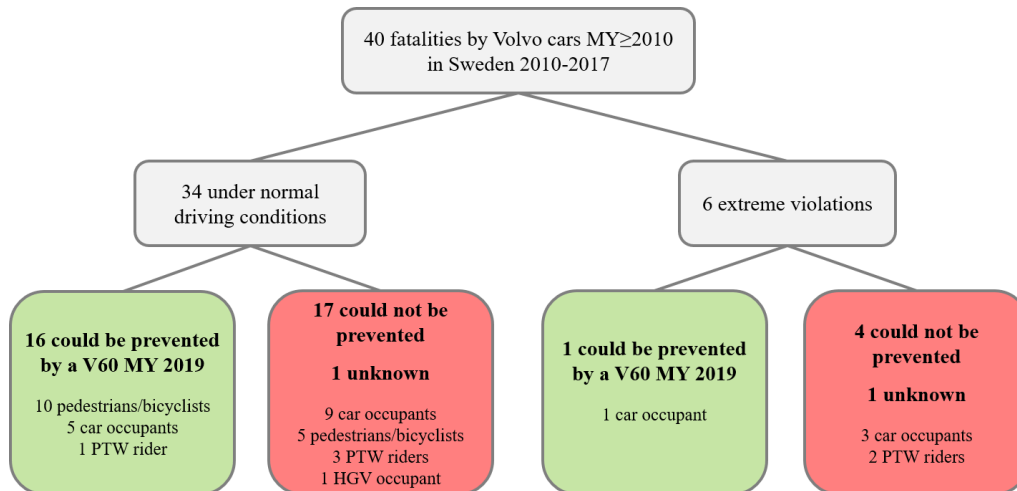 40 fatalities by Volvo cars MY≥2010
in Sweden 2010-2017
34 under normal
driving conditions
6 extreme violations
16 could be prevented
by a V60 MY 2019
10 pedestrians/bicyclists
5 car occupants
1 PTW rider
17 could not be
prevented
1 unknown
9 car occupants
5 pedestrians/bicyclists
3 PTW riders
1 HGV occupant
1 could be prevented
by a V60 MY 2019
1 car occupant
4 could not be
prevented
1 unknown
3 car occupants
2 PTW riders